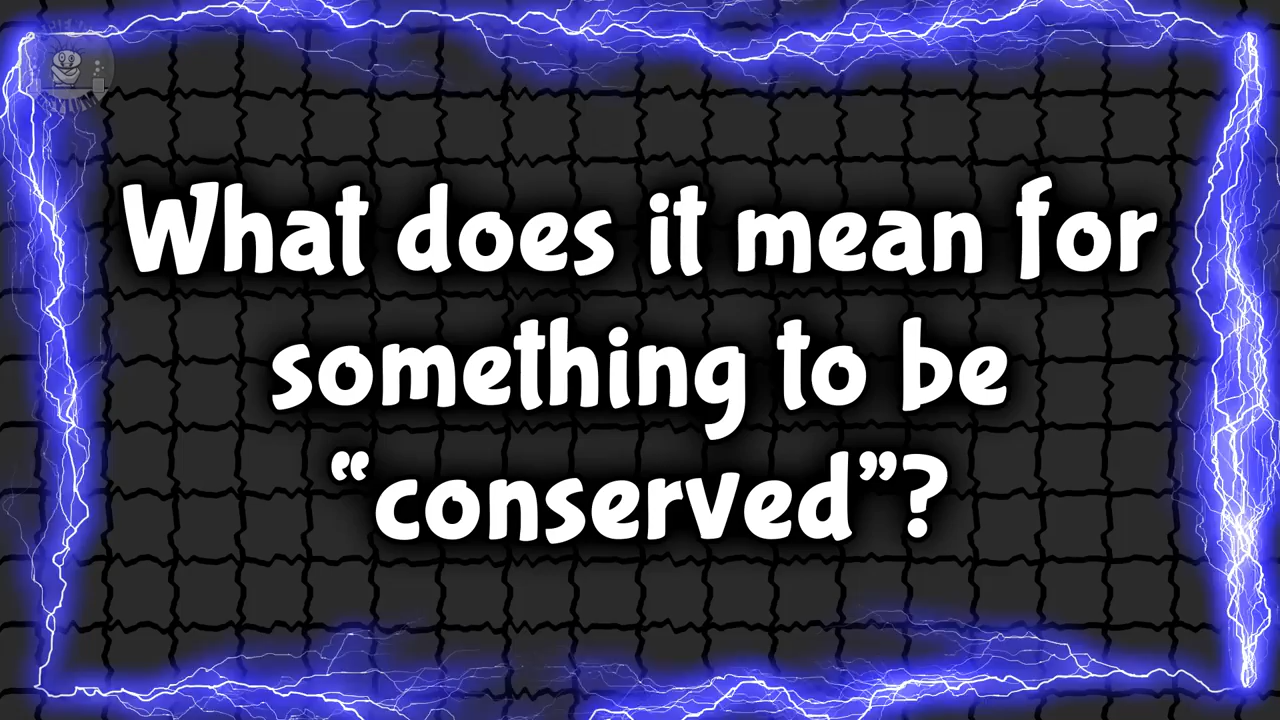 What does it mean for
something to be
“conserved”?